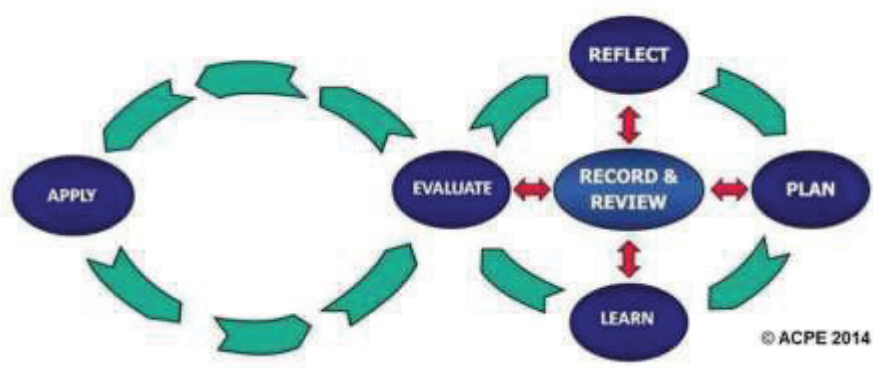 REFLECT
APPLY
EVALUATE
RECORD &
REVIEW
PLAN
LEARN
© ACPE 2014